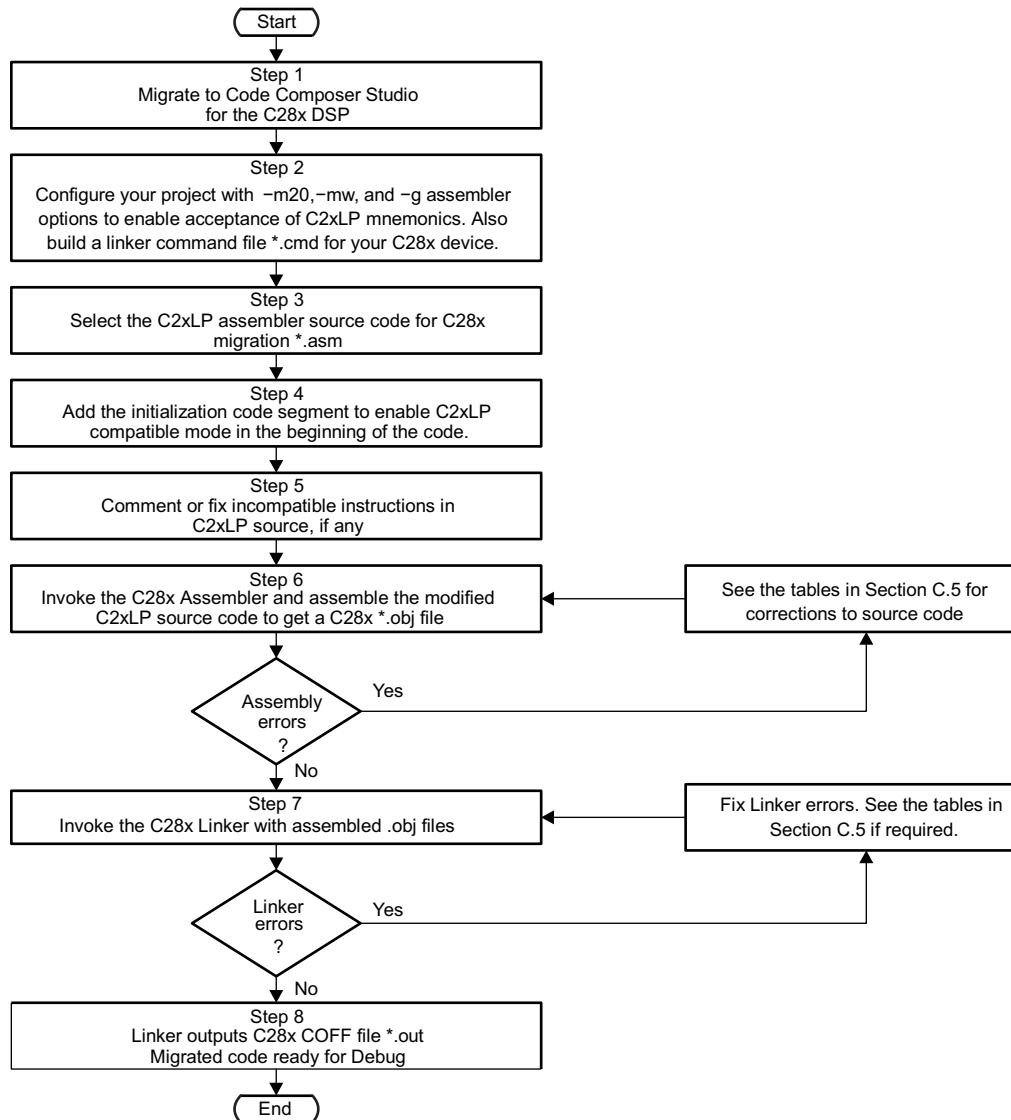 Start
Step 1
Migrate to Code Composer Studio
for the C28x DSP
Step 2
Configure your project with −m20,−mw, and −g assembler
options to enable acceptance of C2xLP mnemonics. Also
build a linker command file *.cmd for your C28x device.
Step 3
Select the C2xLP assembler source code for C28x
migration *.asm
Step 4
Add the initialization code segment to enable C2xLP
compatible mode in the beginning of the code.
Step 5
Comment or fix incompatible instructions in
C2xLP source, if any
Step 6
Invoke the C28x Assembler and assemble the modified
C2xLP source code to get a C28x *.obj file
See the tables in Section C.5 for
corrections to source code
Assembly
errors
?
Yes
No
Step 7
Invoke the C28x Linker with assembled .obj files
Fix Linker errors. See the tables in
Section C.5 if required.
Linker
errors
?
Yes
No
Step 8
Linker outputs C28x COFF file *.out
Migrated code ready for Debug
End